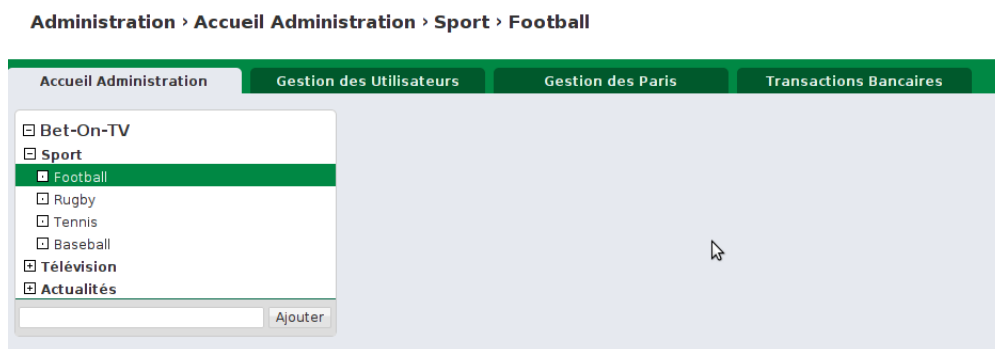 Administration › Accueil Administration › Sport › Football
Accueil Administration Gestion des Utilisateurs Gestion des Paris Transactions Bancaires
Bet-On-TV
Sport
Football
Rugby
Tennis
Baseball
Télévision
Actualités
Ajouter